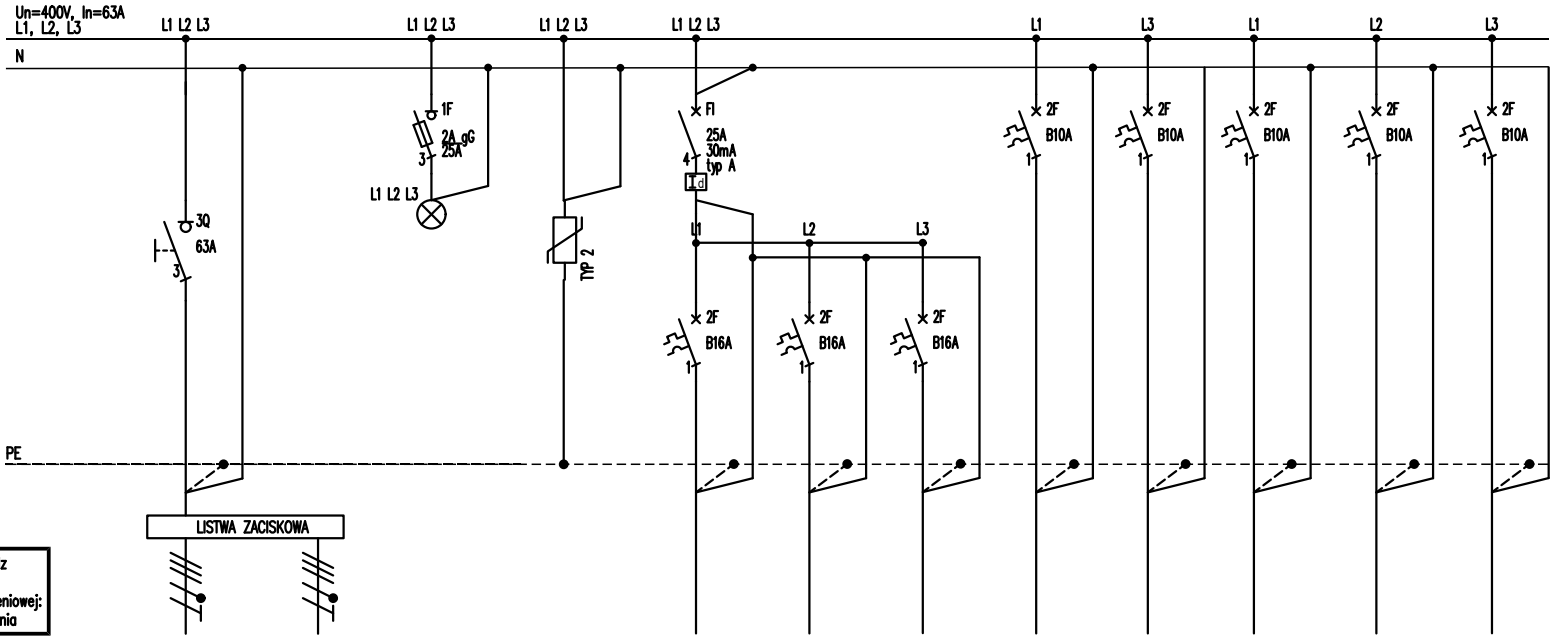 Un=400V, In=63A
L1, L2, L3
L1 L2 L3
L1 L2 L3
L1 L2 L3
L1 L2 L3
L1
L3
L1
L2
L3
N
1F
2A gG
25A
3
L1 L2 L3
FI
25A
30mA
typ A
4
Id
2F
B10A
1
2F
B10A
1
2F
B10A
1
2F
B10A
1
2F
B10A
1
3Q
63A
3
TYP 2
L1
L2
L3
2F
B16A
1
2F
B16A
1
2F
B16A
1
PE
LISTWA ZACISKOWA
z
eniowej:
nia